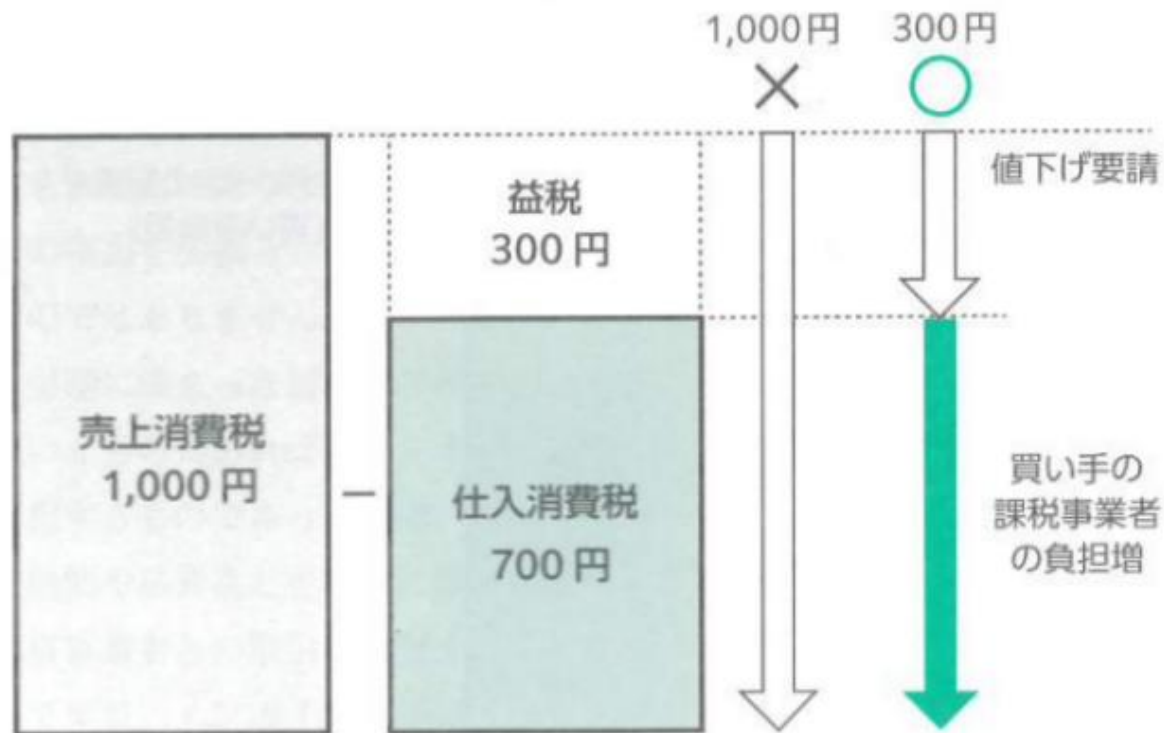 1,000円
300円
×
○
値下げ要請
益税
300円
売上消費税
1,000円
−
仕入消費税
700円
買い手の
課税事業者
の負担増